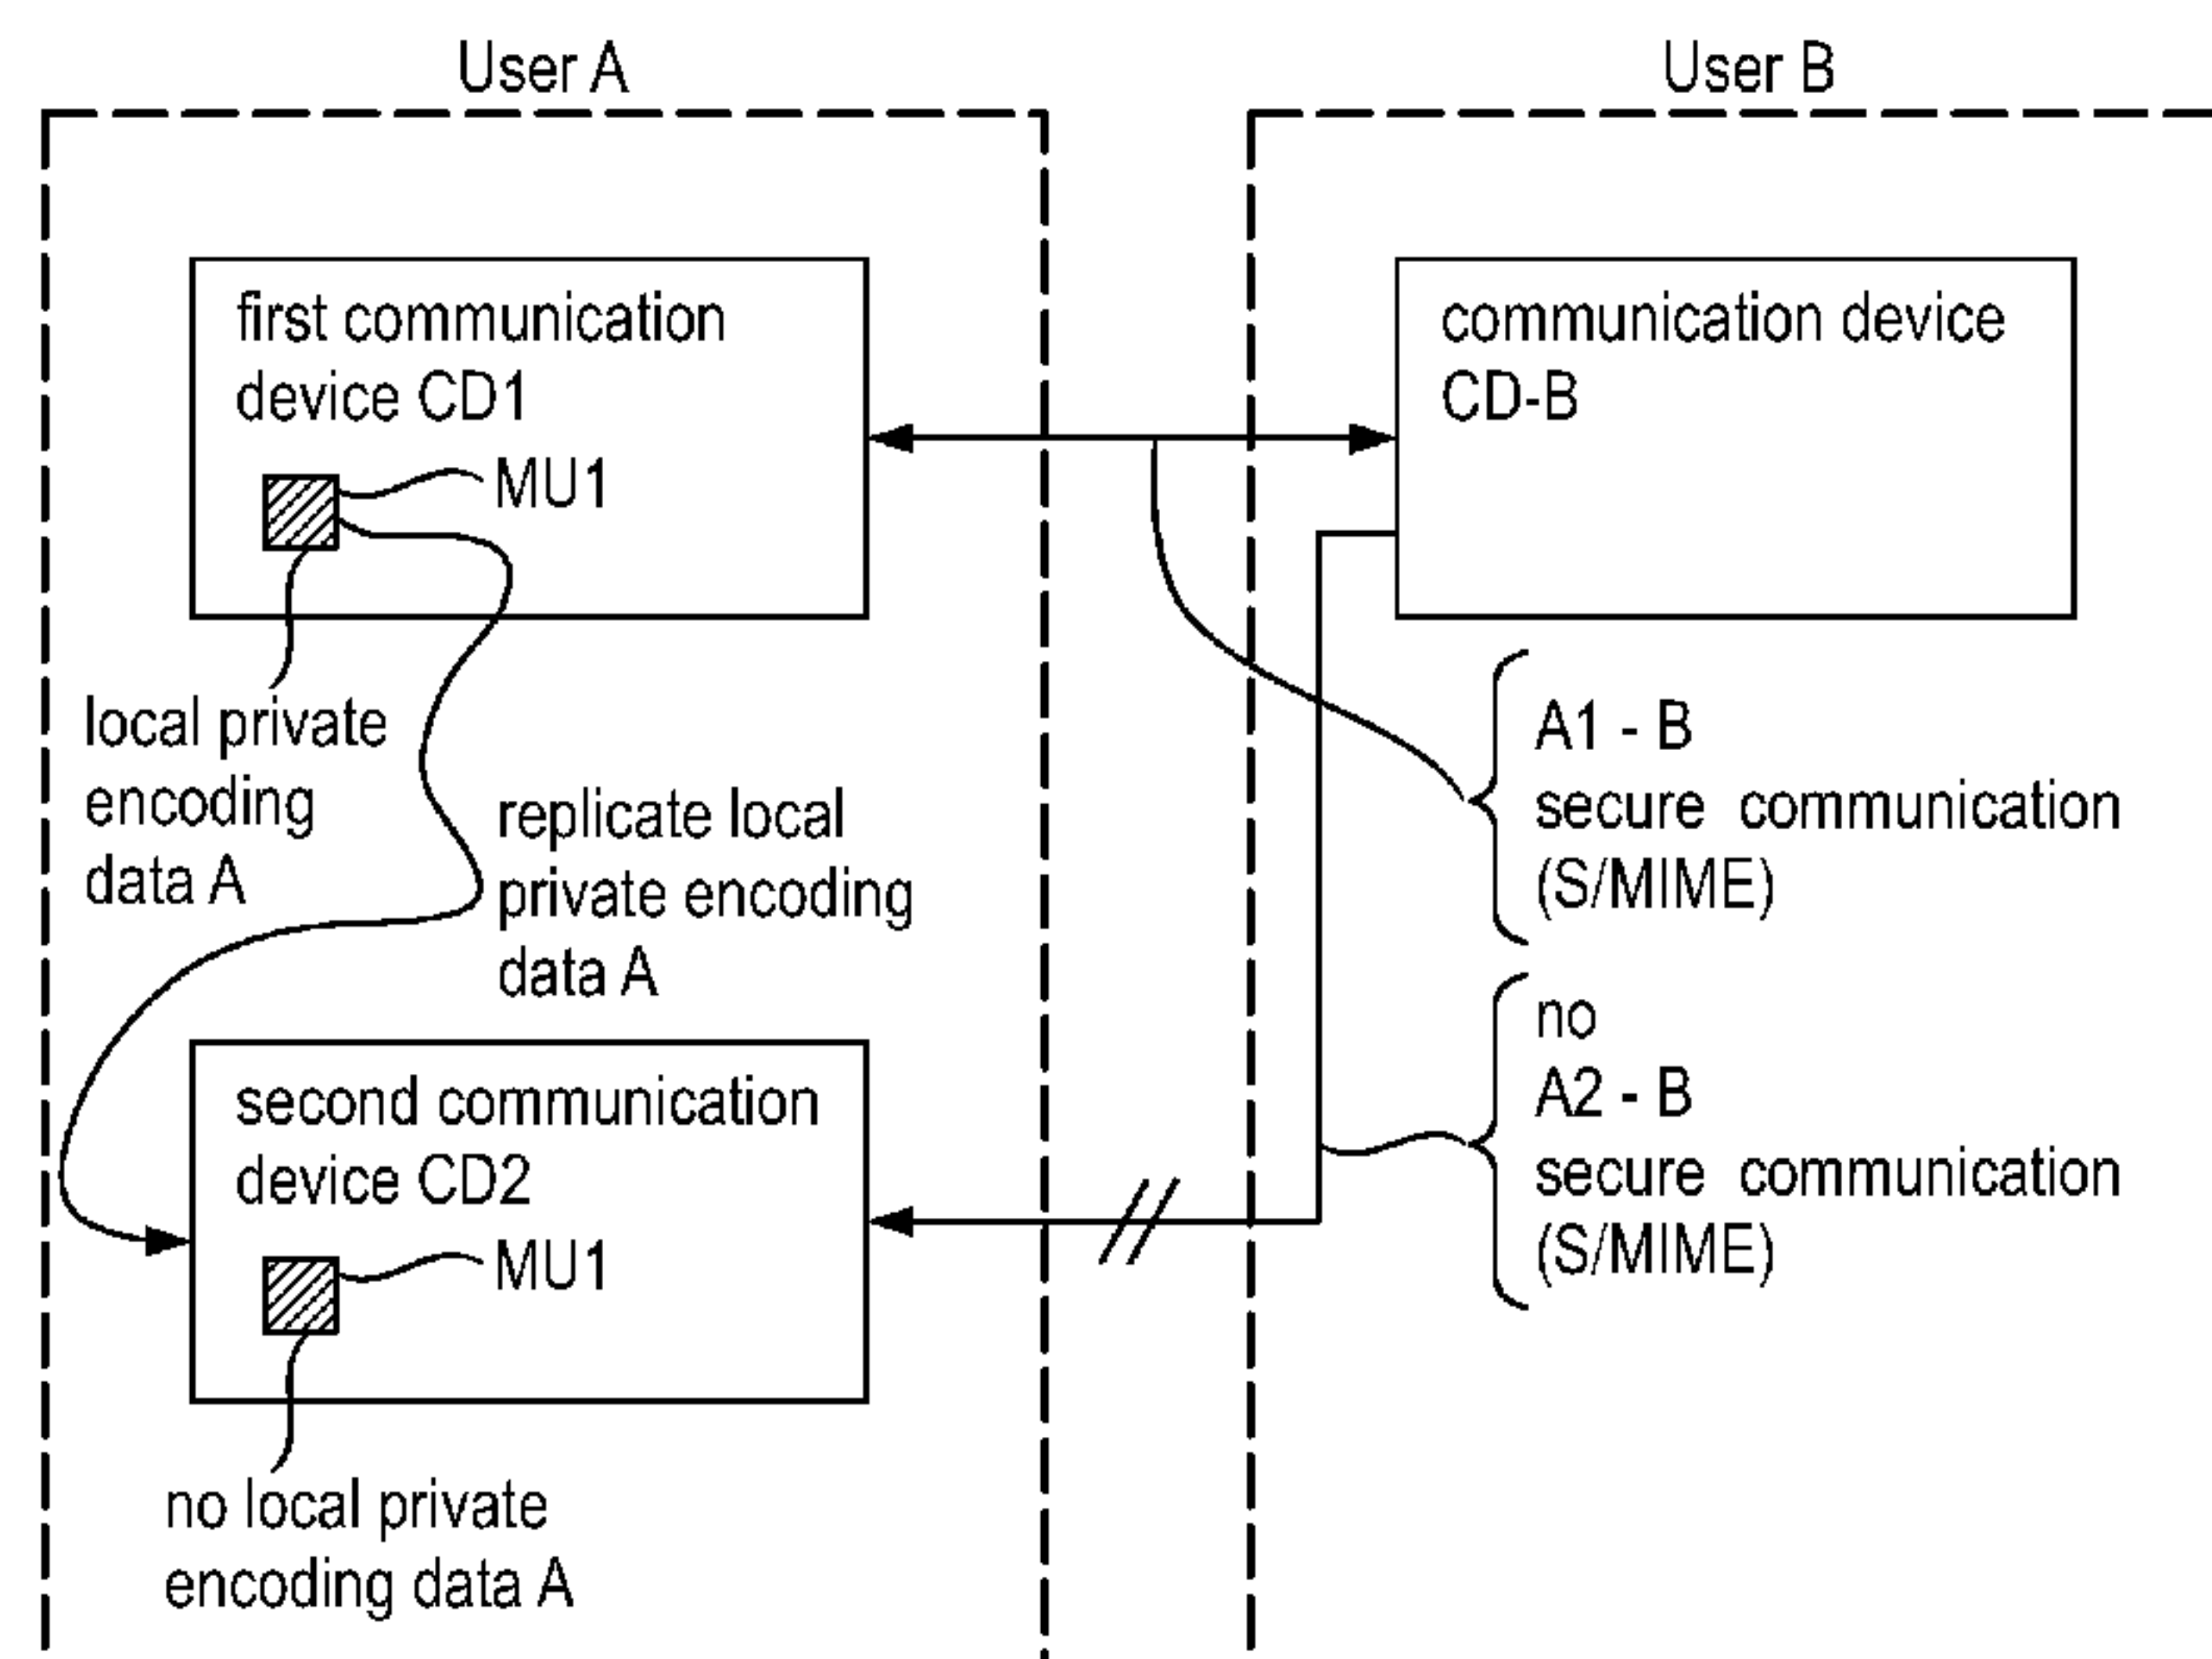 User A
User B
first communication
device CD1
MU1
communication device
CD-B
local private
encoding
data A
replicate local
private encoding
data A
A1 - B
secure communication
(S/MIME)
no
A2 - B
secure communication
(S/MIME)
second communication
device CD2
MU1
no local private
encoding data A